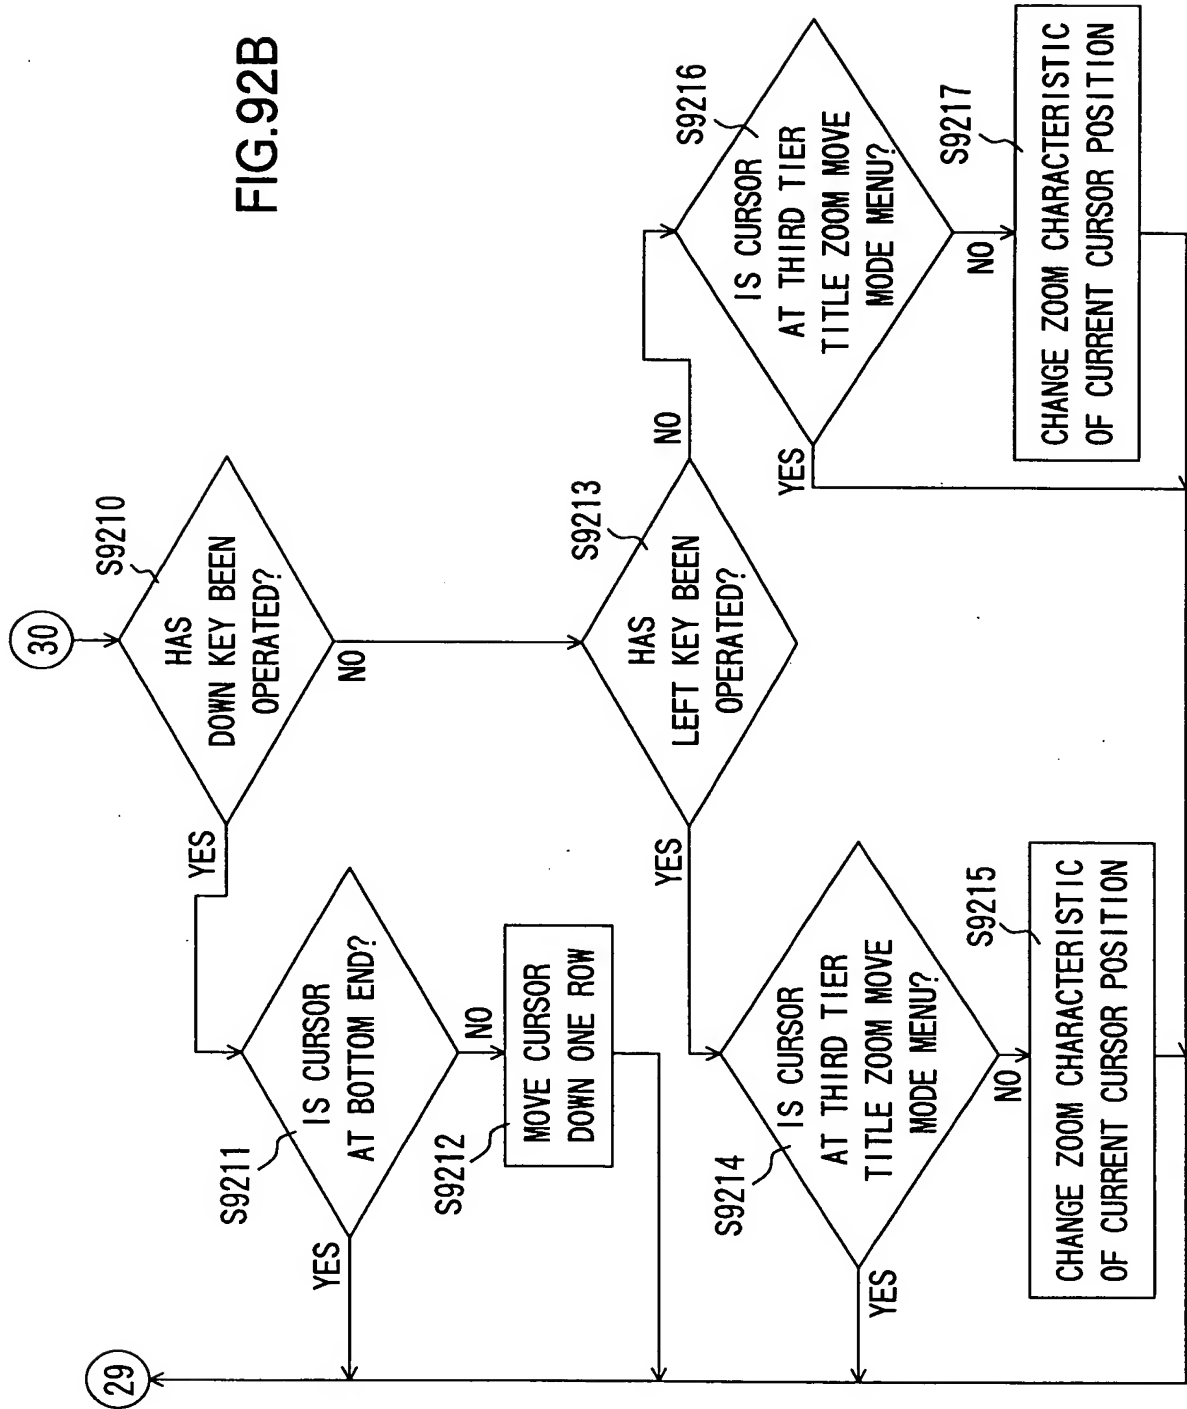 FIG.92B
30
S9210
HAS
DOWN KEY BEEN
OPERATED?
YES
NO
S9211
IS CURSOR
AT BOTTOM END?
YES
NO
S9212
MOVE CURSOR
DOWN ONE ROW
29
S9213
HAS
LEFT KEY BEEN
OPERATED?
YES
NO
S9214
IS CURSOR
AT THIRD TIER
TITLE ZOOM MOVE
MODE MENU?
YES
NO
S9215
CHANGE ZOOM CHARACTERISTIC
OF CURRENT CURSOR POSITION
S9216
IS CURSOR
AT THIRD TIER
TITLE ZOOM MOVE
MODE MENU?
YES
NO
S9217
CHANGE ZOOM CHARACTERISTIC
OF CURRENT CURSOR POSITION